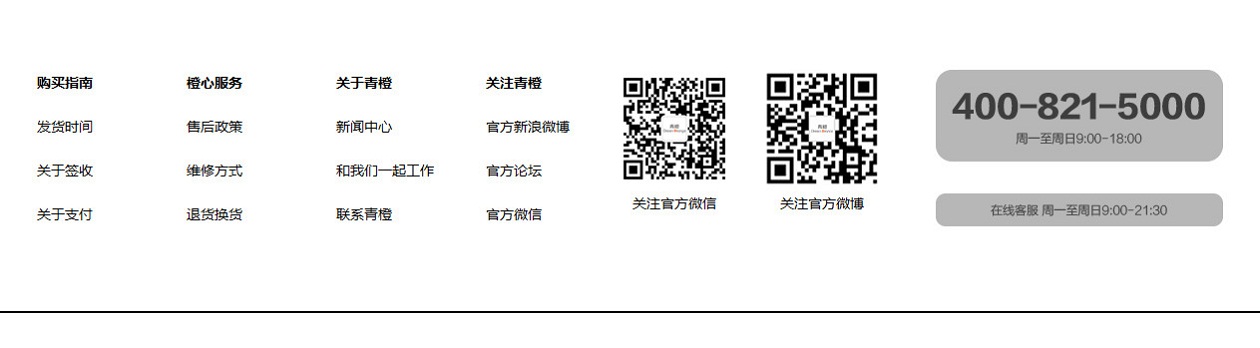 购买指南
发货时间
关于签收
关于支付
橙心服务
售后政策
维修方式
退货换货
关于青橙
新闻中心
和我们一起工作
联系青橙
关注青橙
官方新浪微博
官方论坛
官方微信
关注官方微信
关注官方微博
400-821-5000
周一至周日9:00-18:00
在线客服 周一至周日9:00-21:30